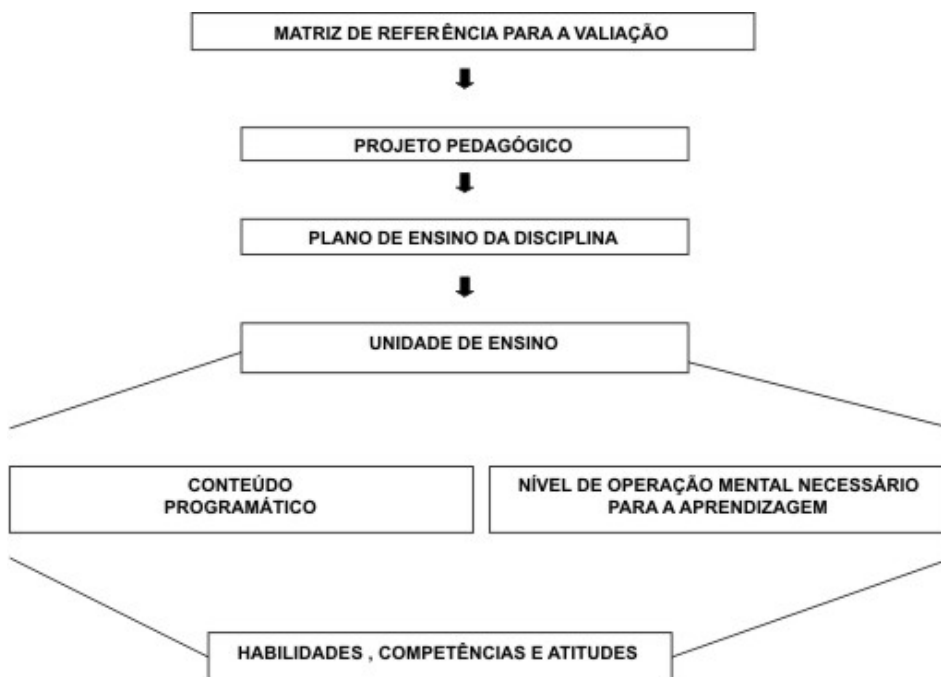 MATRIZ DE REFERÊNCIA PARA A VALIAÇÃO
PROJETO PEDAGÓGICO
PLANO DE ENSINO DA DISCIPLINA
UNIDADE DE ENSINO
CONTEÚDO
PROGRAMÁTICO
NÍVEL DE OPERAÇÃO MENTAL NECESSÁRIO
PARA A APRENDIZAGEM
HABILIDADES , COMPETÊNCIAS E ATITUDES